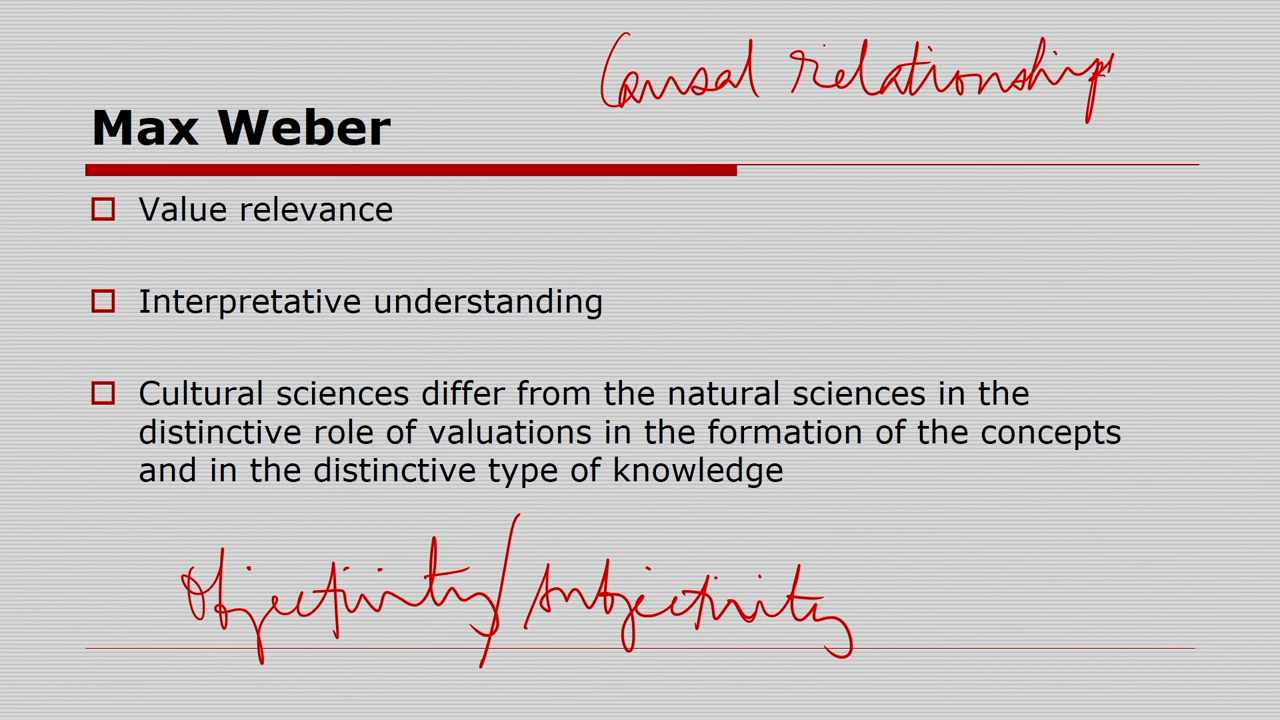 Causal relationships
Max Weber
Value relevance
Interpretative understanding
Cultural sciences differ from the natural sciences in the
distinctive role of valuations in the formation of the concepts
and in the distinctive type of knowledge
Objectivity/subjectivity